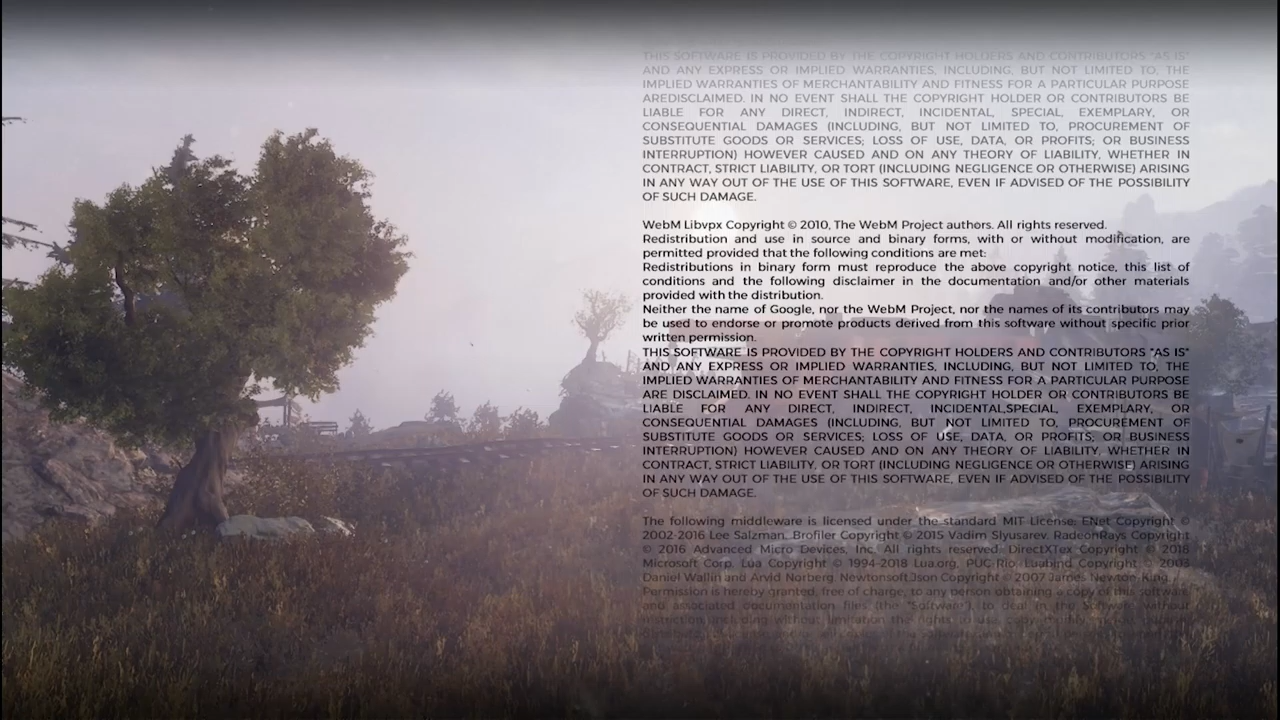 THIS SOFTWARE IS PROVIDED BY THE COPYRIGHT HOLDERS AND CONTRIBUTORS "AS IS"
AND ANY EXPRESS OR IMPLIED WARRANTIES, INCLUDING, BUT NOT LIMITED TO, THE
IMPLIED WARRANTIES OF MERCHANTABILITY AND FITNESS FOR A PARTICULAR PURPOSE
AREDISCLAIMED. IN NO EVENT SHALL THE COPYRIGHT HOLDER OR CONTRIBUTORS BE
LIABLE FOR ANY DIRECT, INDIRECT, INCIDENTAL, SPECIAL, EXEMPLARY, OR
CONSEQUENTIAL DAMAGES (INCLUDING, BUT NOT LIMITED TO, PROCUREMENT OF
SUBSTITUTE GOODS OR SERVICES; LOSS OF USE, DATA, OR PROFITS; OR BUSINESS
INTERRUPTION) HOWEVER CAUSED AND ON ANY THEORY OF LIABILITY, WHETHER IN
CONTRACT, STRICT LIABILITY, OR TORT (INCLUDING NEGLIGENCE OR OTHERWISE) ARISING
IN ANY WAY OUT OF THE USE OF THIS SOFTWARE, EVEN IF ADVISED OF THE POSSIBILITY
OF SUCH DAMAGE.
WebM Libvpx Copyright © 2010, The WebM Project authors. All rights reserved.
Redistribution and use in source and binary forms, with or without modification, are
permitted provided that the following conditions are met:
Redistributions in binary form must reproduce the above copyright notice, this list of
conditions and the following disclaimer in the documentation and/or other materials
provided with the distribution.
Neither the name of Google, nor the WebM Project, nor the names of its contributors may
be used to endorse or promote products derived from this software without specific prior
written permission.
THIS SOFTWARE IS PROVIDED BY THE COPYRIGHT HOLDERS AND CONTRIBUTORS "AS IS"
AND ANY EXPRESS OR IMPLIED WARRANTIES, INCLUDING, BUT NOT LIMITED TO, THE
IMPLIED WARRANTIES OF MERCHANTABILITY AND FITNESS FOR A PARTICULAR PURPOSE
ARE DISCLAIMED. IN NO EVENT SHALL THE COPYRIGHT HOLDER OR CONTRIBUTORS BE
LIABLE FOR ANY DIRECT, INDIRECT, INCIDENTAL,SPECIAL, EXEMPLARY, OR
CONSEQUENTIAL DAMAGES (INCLUDING, BUT NOT LIMITED TO, PROCUREMENT OF
SUBSTITUTE GOODS OR SERVICES; LOSS OF USE, DATA, OR PROFITS; OR BUSINESS
INTERRUPTION) HOWEVER CAUSED AND ON ANY THEORY OF LIABILITY, WHETHER IN
CONTRACT, STRICT LIABILITY, OR TORT (INCLUDING NEGLIGENCE OR OTHERWISE) ARISING
IN ANY WAY OUT OF THE USE OF THIS SOFTWARE, EVEN IF ADVISED OF THE POSSIBILITY
OF SUCH DAMAGE.
The following middleware is licensed under the standard MIT License; ENet Copyright ©
2002-2016 Lee Salzman. Brofiler Copyright © 2015 Vadim Slyusarev. RadeonRays Copyright
© 2016 Advanced Micro Devices, Inc. All rights reserved. DirectXTex Copyright © 2018
Microsoft Corp. Lua Copyright © 1994-2018 Lua.org, PUC-Rio. Luabind Copyright © 2003
Daniel Wallin and Arvid Norberg. Newtonsoft.Json Copyright © 2007 James Newton-King.
Permission is hereby granted, free of charge, to any person obtaining a copy of this software
and associated documentation files (the "Software"), to deal in the Software without
restriction, including without limitation the rights to use, copy, modify,